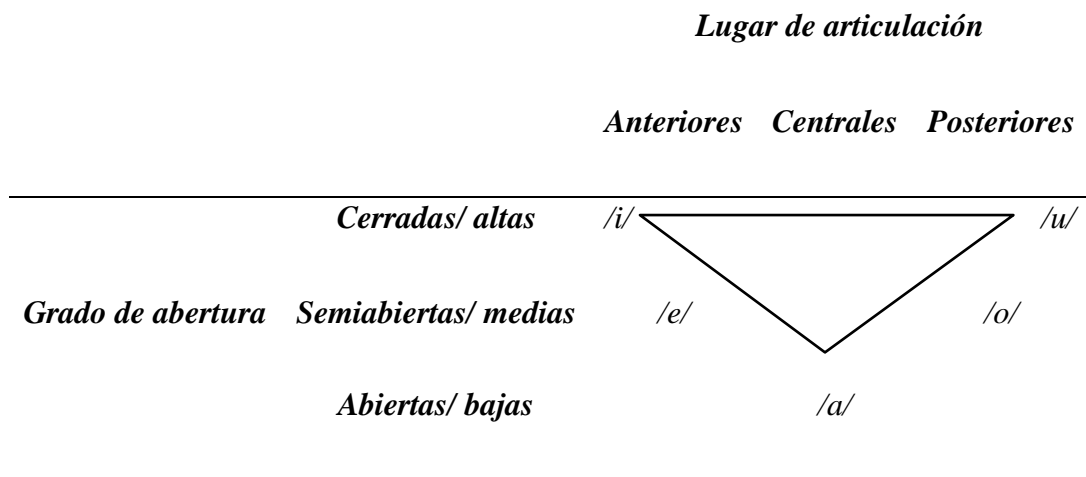 Lugar de articulación
Anteriores Centrales Posteriores
Cerradas/ altas /i/ /u/
Grado de abertura Semiabiertas/ medias /e/ /o/
Abiertas/ bajas /a/